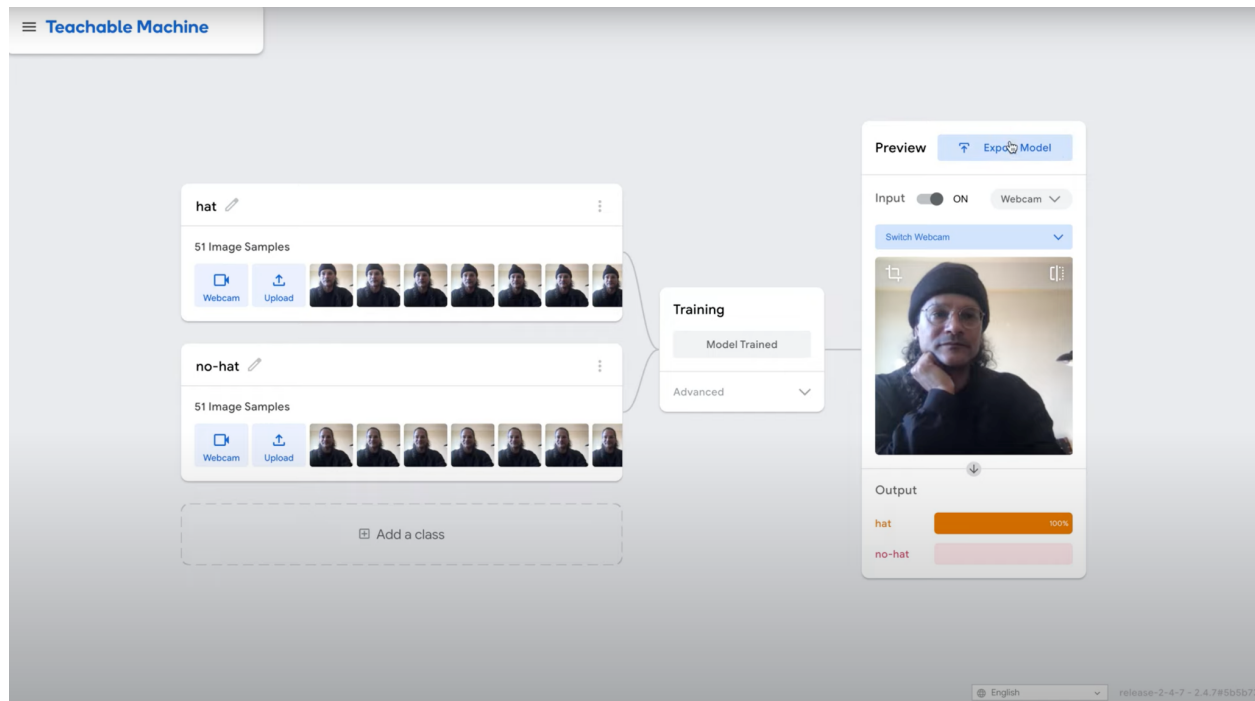 Teachable Machine
hat
51 Image Samples
Webcam
Upload
no-hat
51 Image Samples
Webcam
Upload
Add a class
Training
Model Trained
Advanced
Preview
Export Model
Input
ON
Webcam
Switch Webcam
Output
hat
100%
no-hat
English
release-2-4-7 - 2.4.7#5b5b7